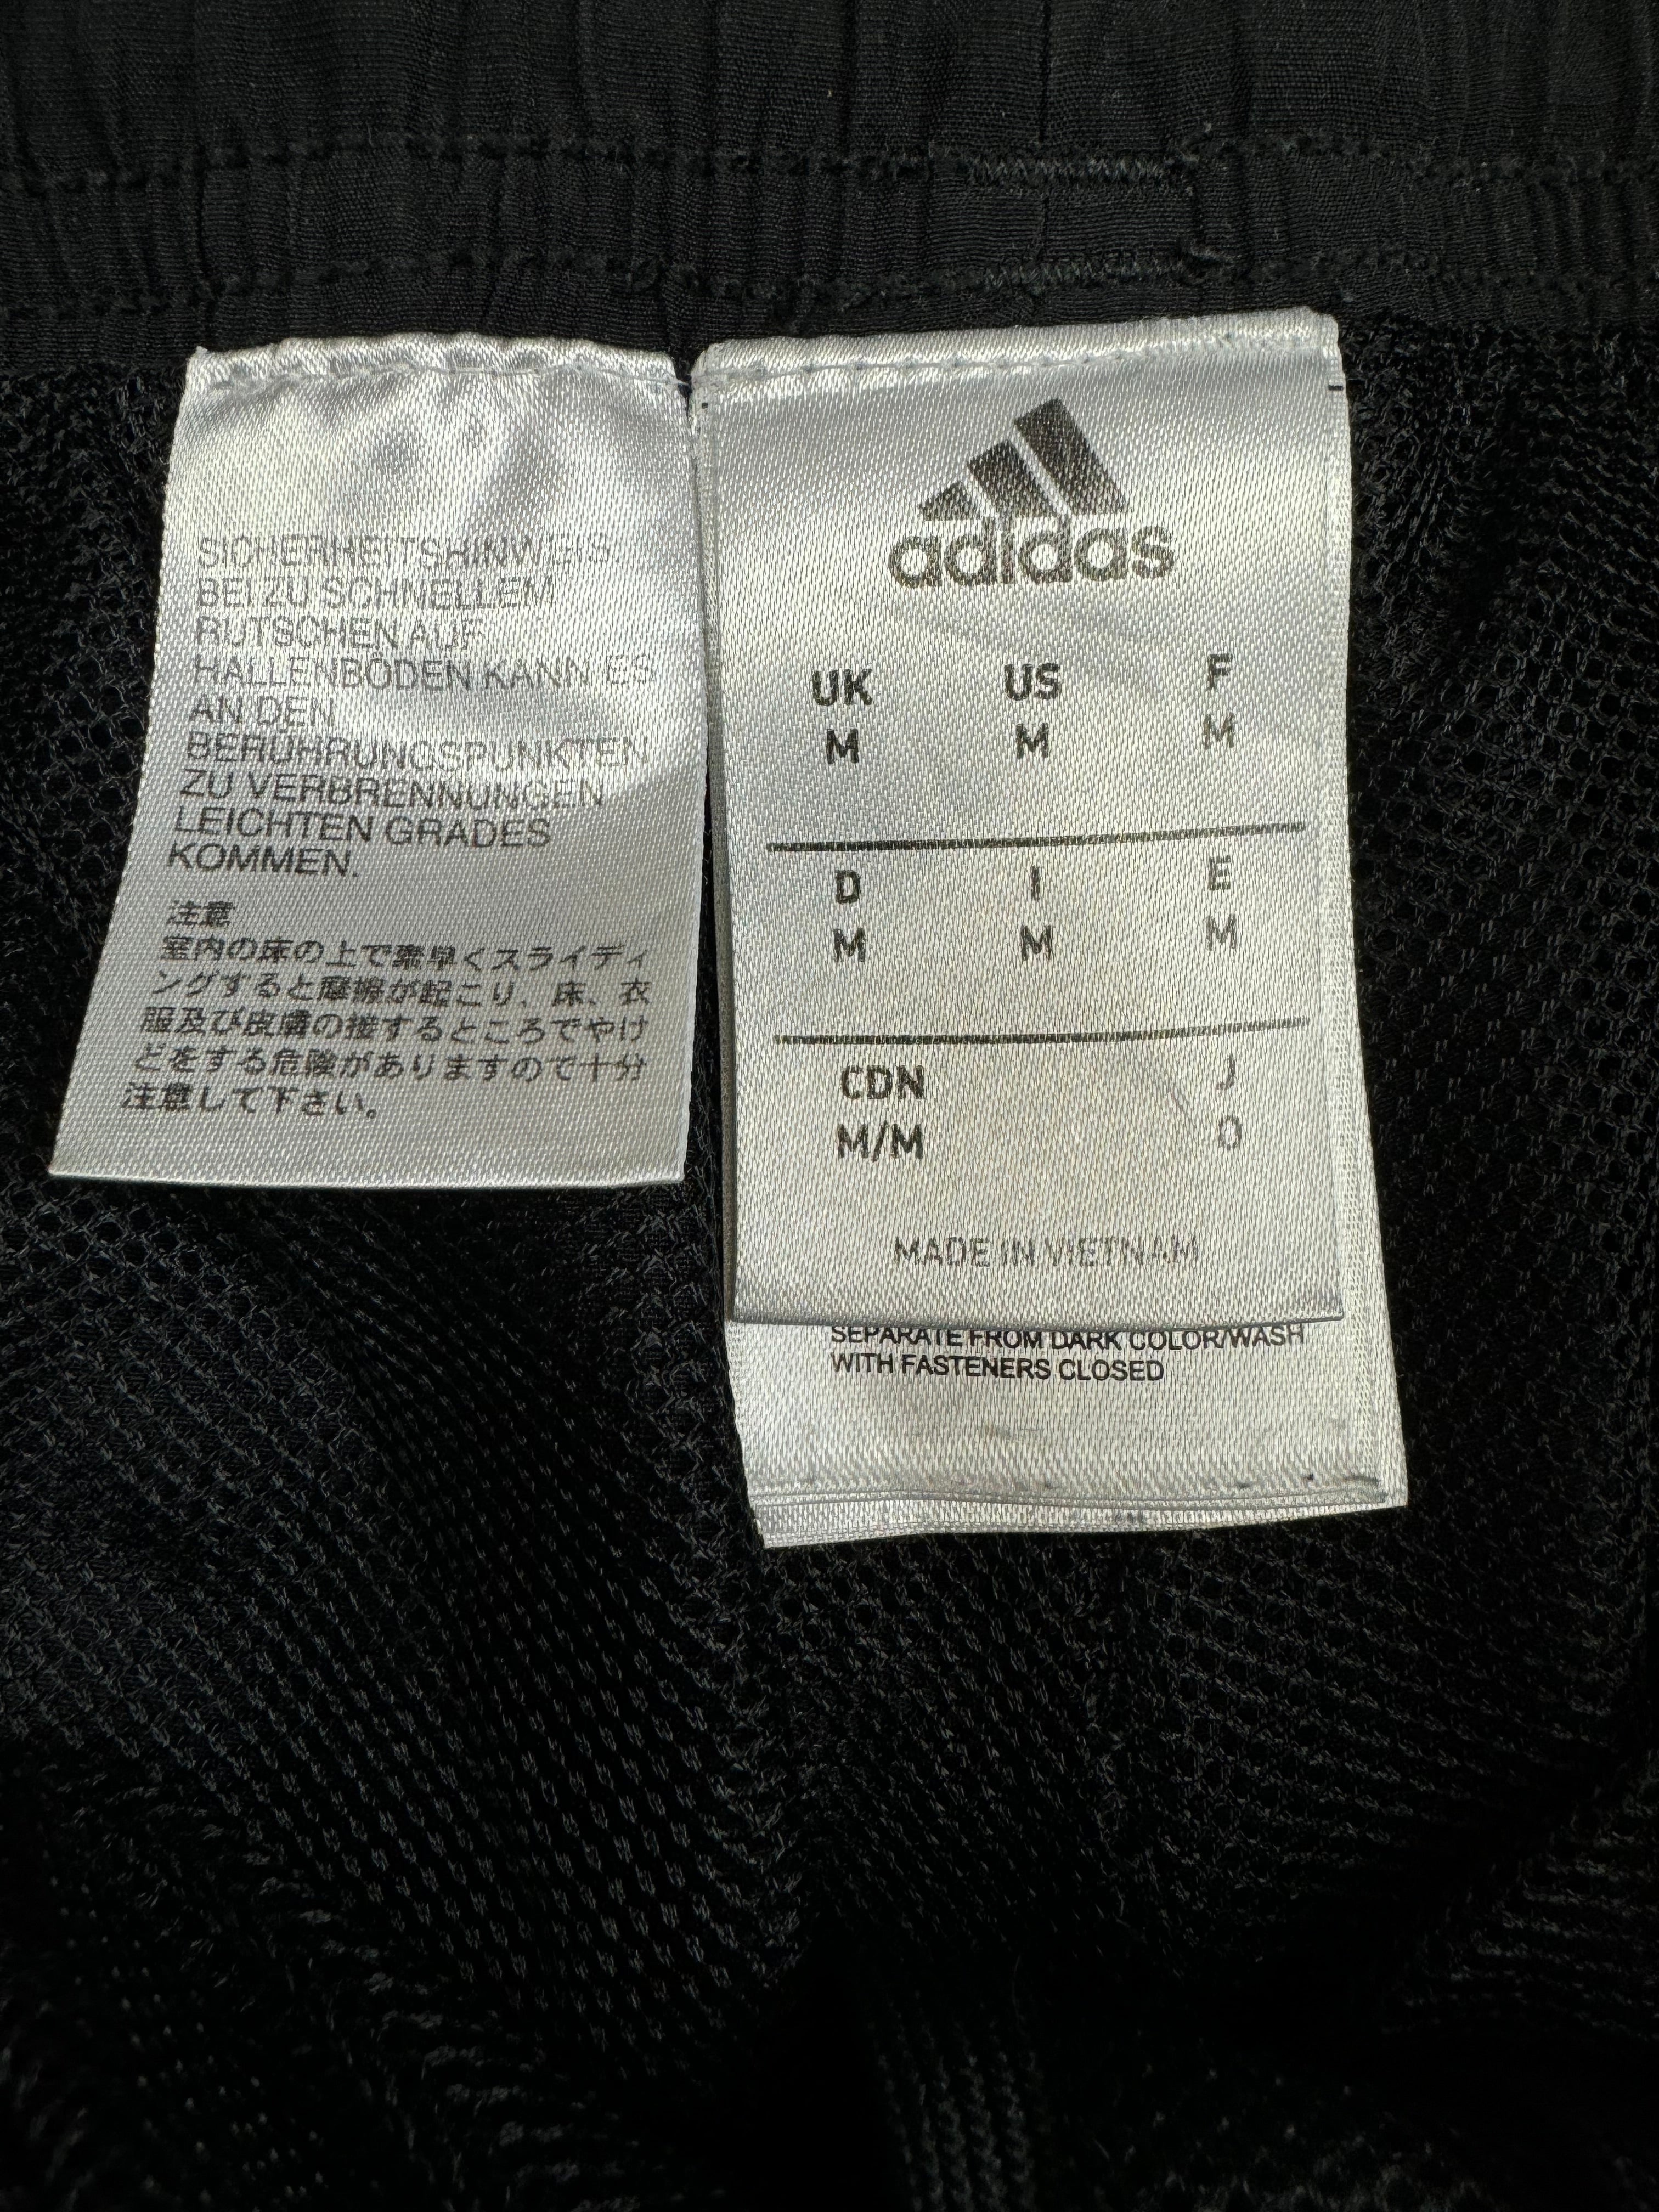 SICHERHEITSHINWEIS
BEI ZU SCHNELLEM
RUTSCHEN AUF
HALLENBÖDEN KANN ES
AN DEN
BERÜHRUNGSPUNKTEN
ZU VERBRENNUNGEN
LEICHTEN GRADES
KOMMEN.
注意
室内の床の上で素早くスライディ
ングすると摩擦が起こり、床、衣
服及び皮膚の接するところでやけ
どをする危険がありますので十分
注意して下さい。
adidas
UK US F
M M M
D I E
M M M
CDN J
M/M O
MADE IN VIETNAM
SEPARATE FROM DARK COLOR/WASH
WITH FASTENERS CLOSED